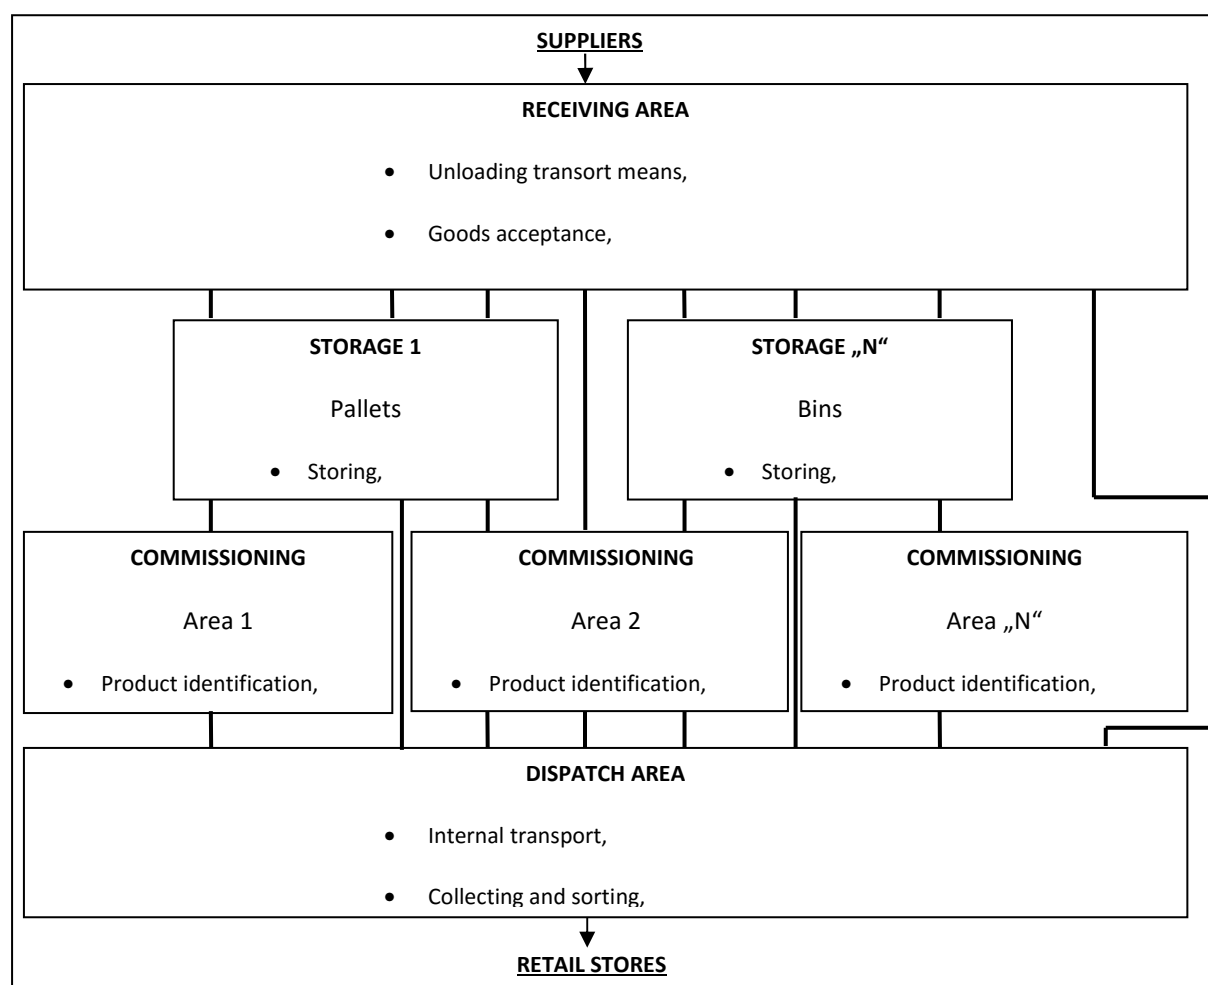 SUPPLIERS
RECEIVING AREA
• Unloading transort means,
• Goods acceptance,
STORAGE 1
Pallets
• Storing,
STORAGE „N“
Bins
• Storing,
COMMISSIONING
Area 1
• Product identification,
COMMISSIONING
Area 2
• Product identification,
COMMISSIONING
Area „N“
• Product identification,
DISPATCH AREA
• Internal transport,
• Collecting and sorting,
RETAIL STORES